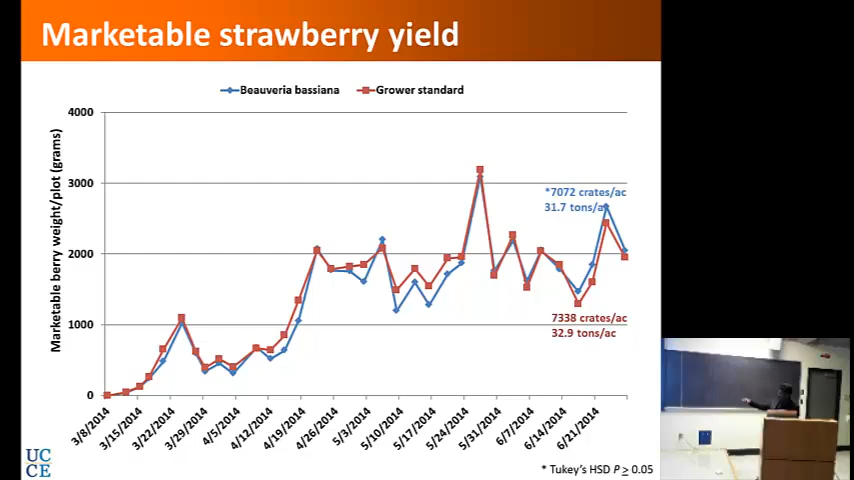 Marketable strawberry yield
Beauveria bassiana
Grower standard
Marketable berry weight/plot (grams)
4000
3000
2000
1000
0
*7072 crates/ac
31.7 tons/ac
7338 crates/ac
32.9 tons/ac
3/8/2014
3/15/2014
3/22/2014
3/29/2014
4/5/2014
4/12/2014
4/19/2014
4/26/2014
5/3/2014
5/10/2014
5/17/2014
5/24/2014
5/31/2014
6/7/2014
6/14/2014
6/21/2014
UC
CE
* Tukey's HSD P ≥ 0.05